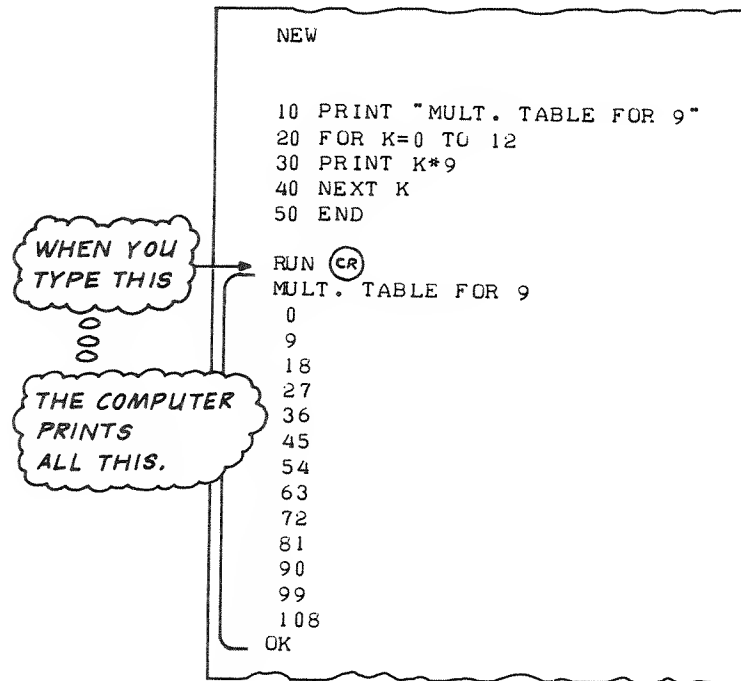 NEW
10 PRINT "MULT. TABLE FOR 9"
20 FOR K=0 TO 12
30 PRINT K*9
40 NEXT K
50 END
WHEN YOU
TYPE THIS
RUN CR
MULT. TABLE FOR 9
0
9
18
27
36
45
54
63
72
81
90
99
108
OK
THE COMPUTER
PRINTS
ALL THIS.